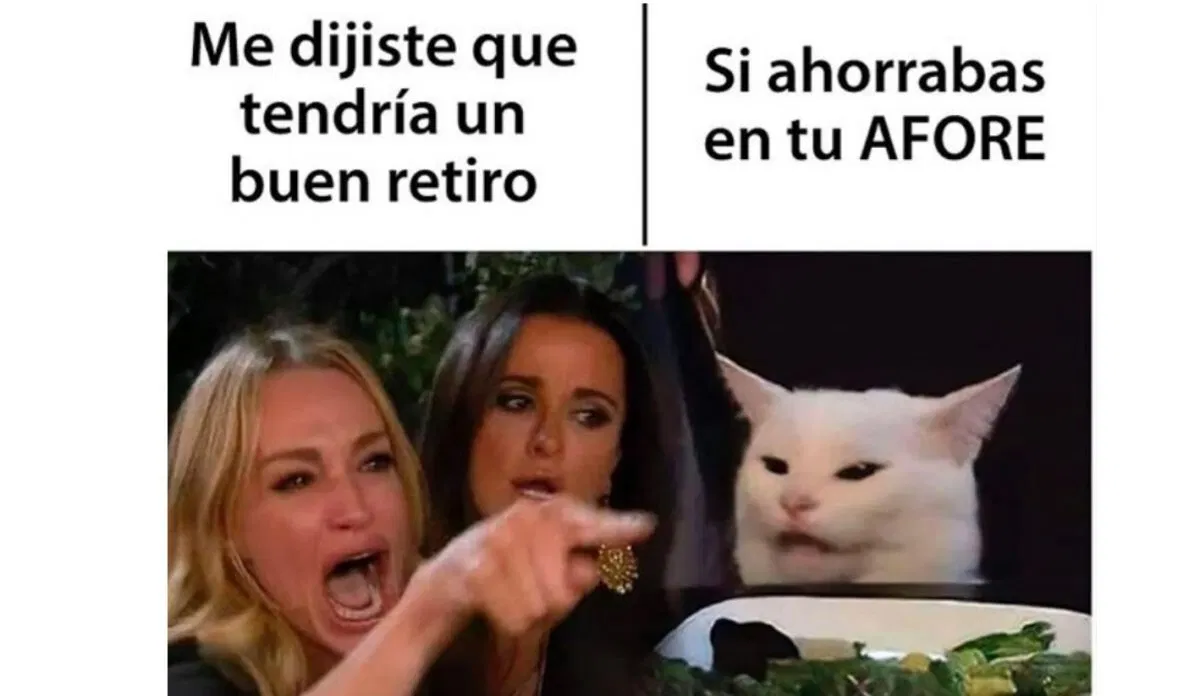 Me dijiste que
tendría un
buen retiro
Si ahorrabas
en tu AFORE